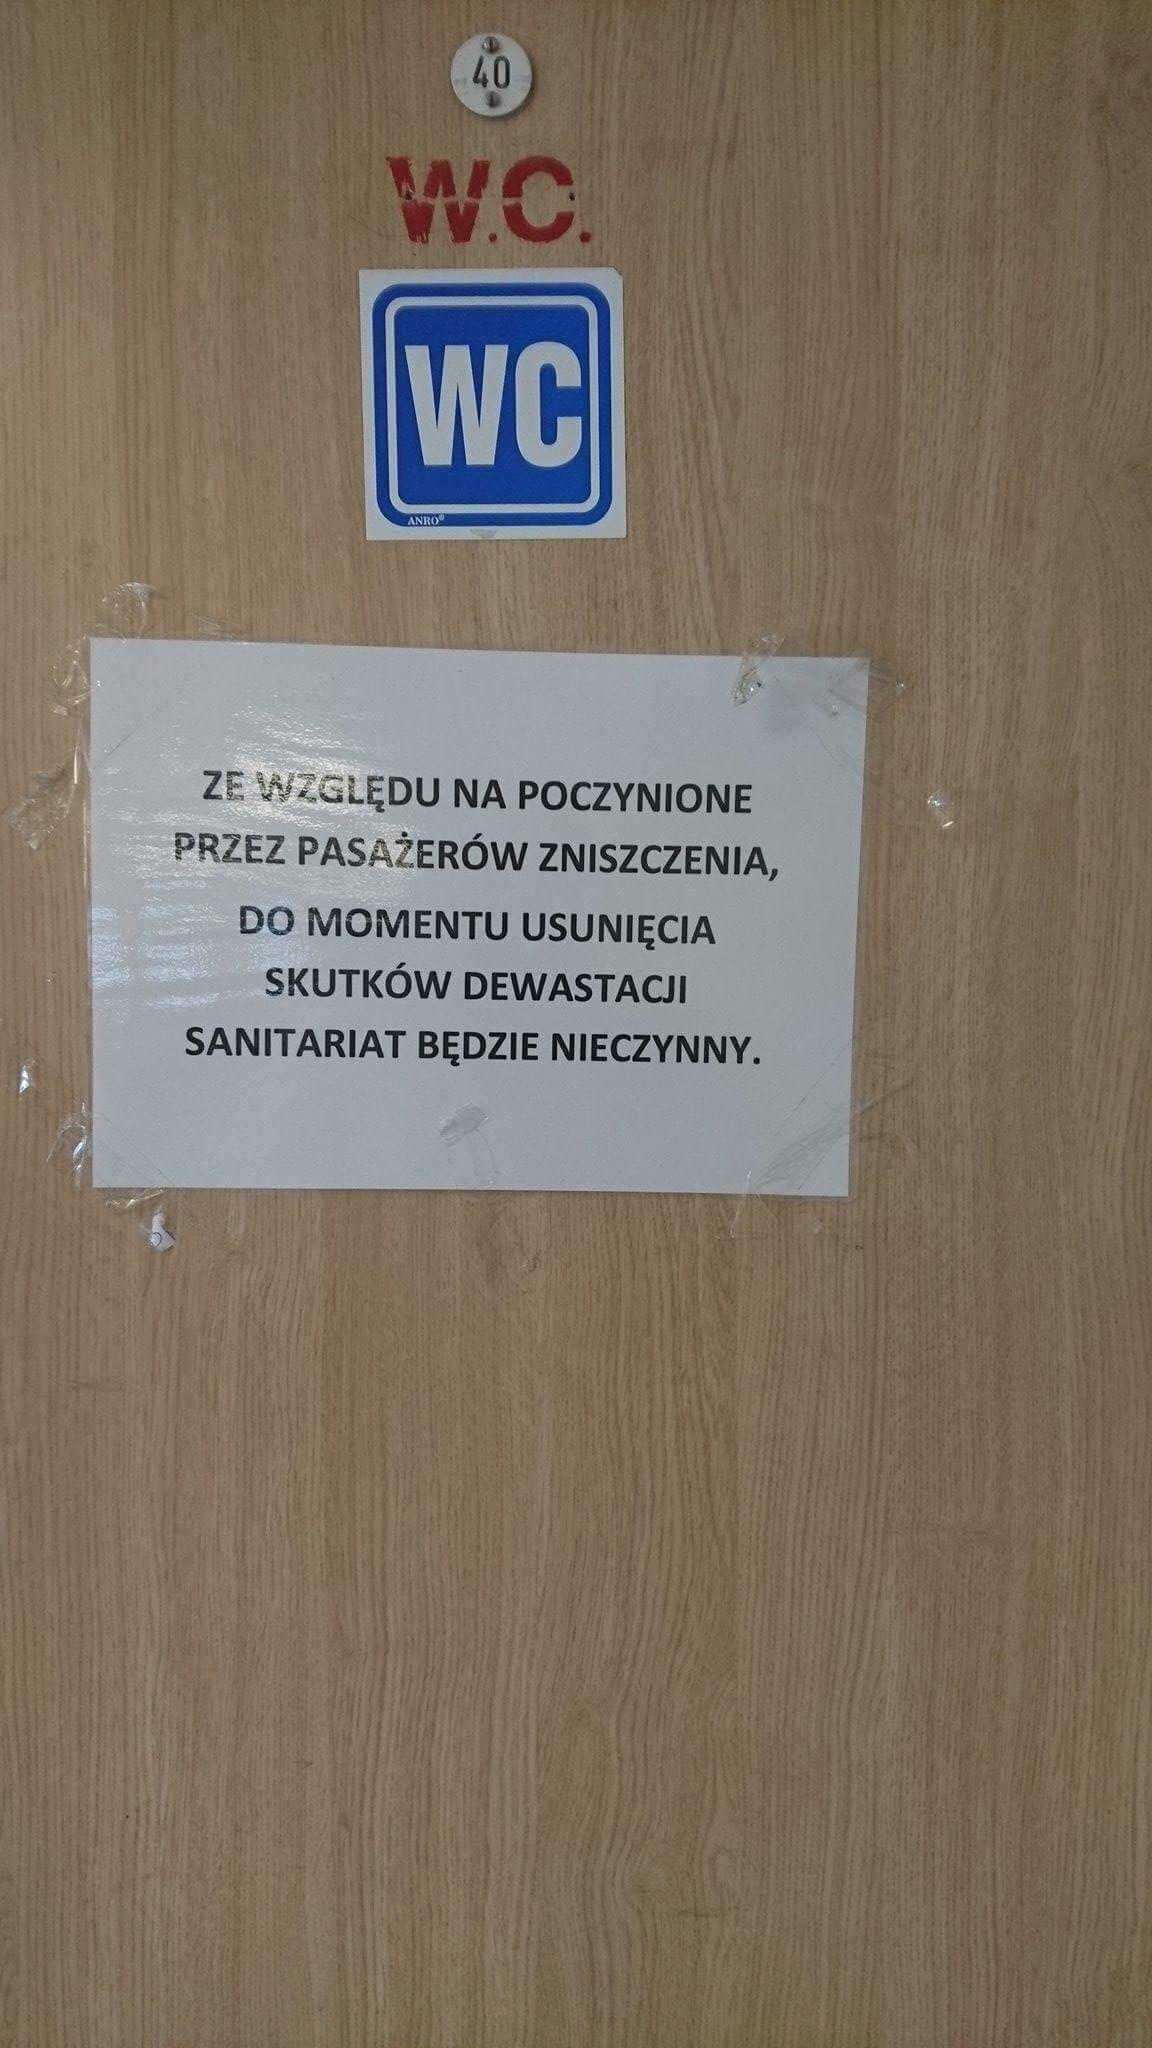 40
W.C.
WC
ANRO®
ZE WZGLĘDU NA POCZYNIONE
PRZEZ PASAŻERÓW ZNISZCZENIA,
DO MOMENTU USUNIĘCIA
SKUTKÓW DEWASTACJI
SANITARIAT BĘDZIE NIECZYNNY.